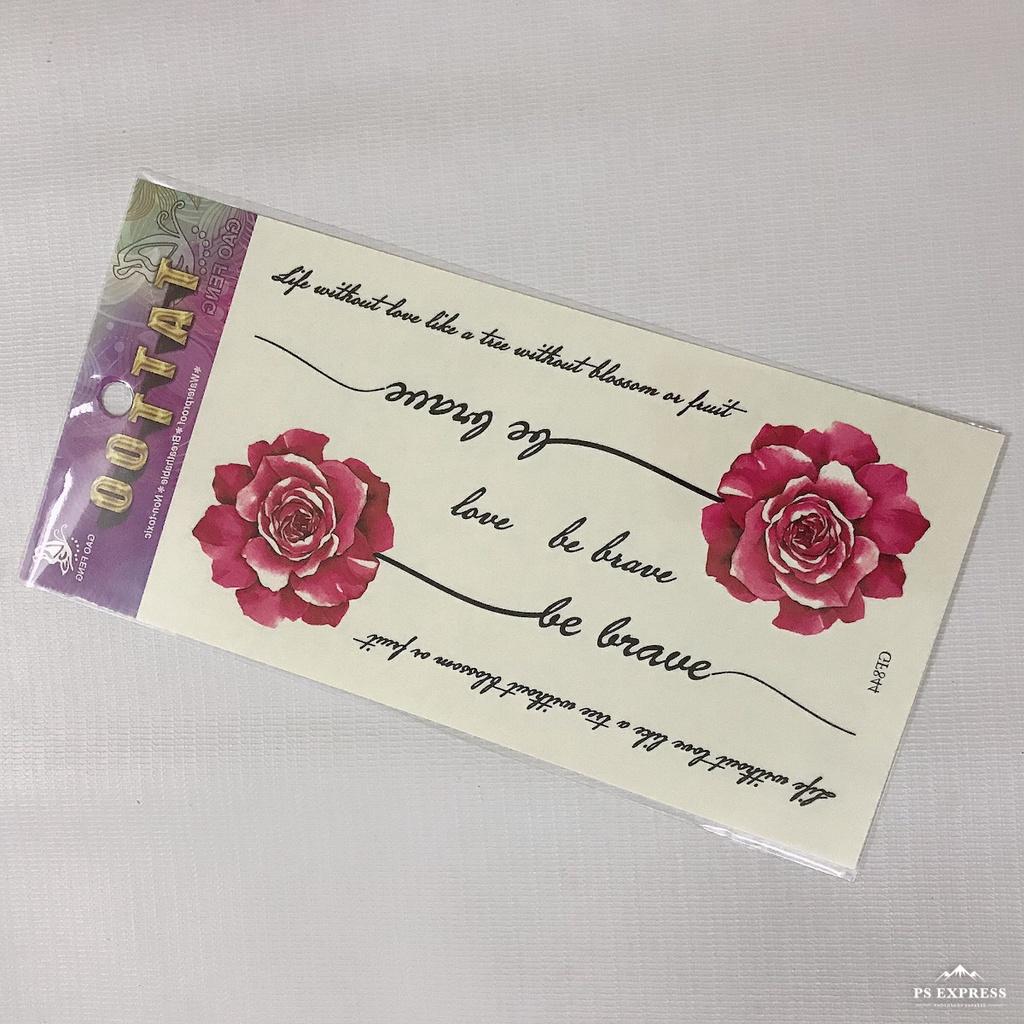 GAO FENG
TATTOO
*Waterproof*Breathable*Non-toxic
GAO FENG
Life without love like a tree without blossom or fruit
be brave
love be brave
be brave
Life without love like a tree without blossom or fruit
GF844
PS EXPRESS